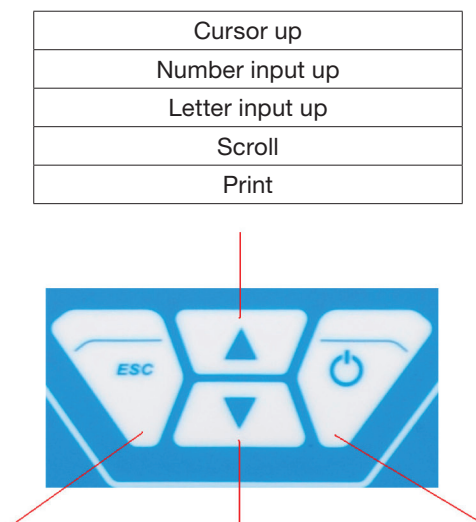 Cursor up
Number input up
Letter input up
Scroll
Print
ESC